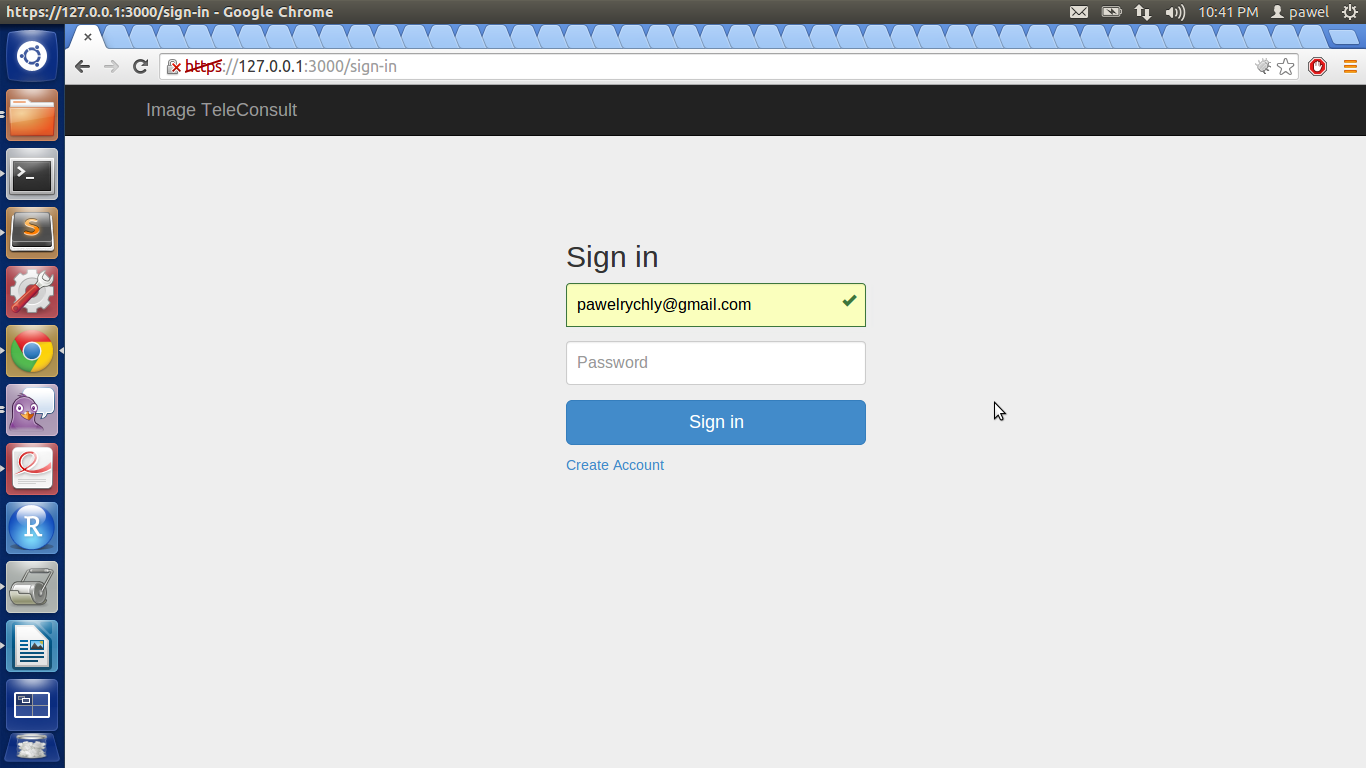 https://127.0.0.1:3000/sign-in - Google Chrome
10:41 PM pawel
https://127.0.0.1:3000/sign-in
Image TeleConsult
Sign in
pawelrychly@gmail.com
Password
Sign in
Create Account
>_
S
R